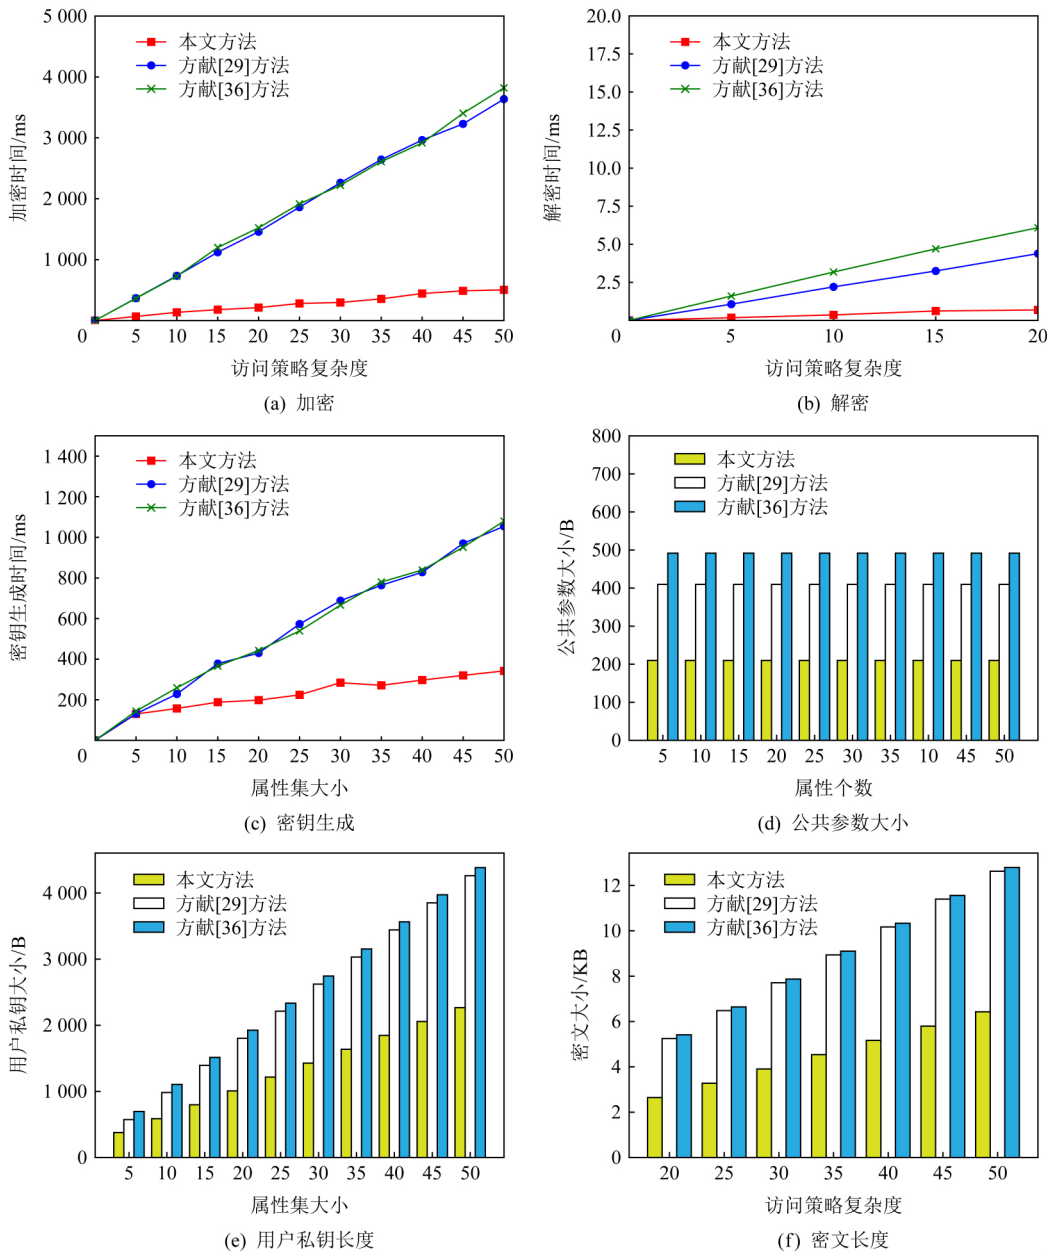 5 000
4 000
3 000
2 000
1 000
0
5
10
15
20
25
30
35
40
45
50
加密时间/ms
本文方法
方献[29]方法
方献[36]方法
访问策略复杂度
(a) 加密
20.0
17.5
15.0
12.5
10.0
7.5
5.0
2.5
0
5
10
15
20
解密时间/ms
本文方法
方献[29]方法
方献[36]方法
访问策略复杂度
(b) 解密
1 400
1 200
1 000
800
600
400
200
0
5
10
15
20
25
30
35
40
45
50
密钥生成时间/ms
本文方法
方献[29]方法
方献[36]方法
属性集大小
(c) 密钥生成
800
700
600
500
400
300
200
100
0
5
10
15
20
25
30
35
10
45
50
公共参数大小/B
本文方法
方献[29]方法
方献[36]方法
属性个数
(d) 公共参数大小
4 000
3 000
2 000
1 000
0
5
10
15
20
25
30
35
40
45
50
用户私钥大小/B
本文方法
方献[29]方法
方献[36]方法
属性集大小
(e) 用户私钥长度
12
10
8
6
4
2
0
20
25
30
35
40
45
50
密文大小/KB
本文方法
方献[29]方法
方献[36]方法
访问策略复杂度
(f) 密文长度